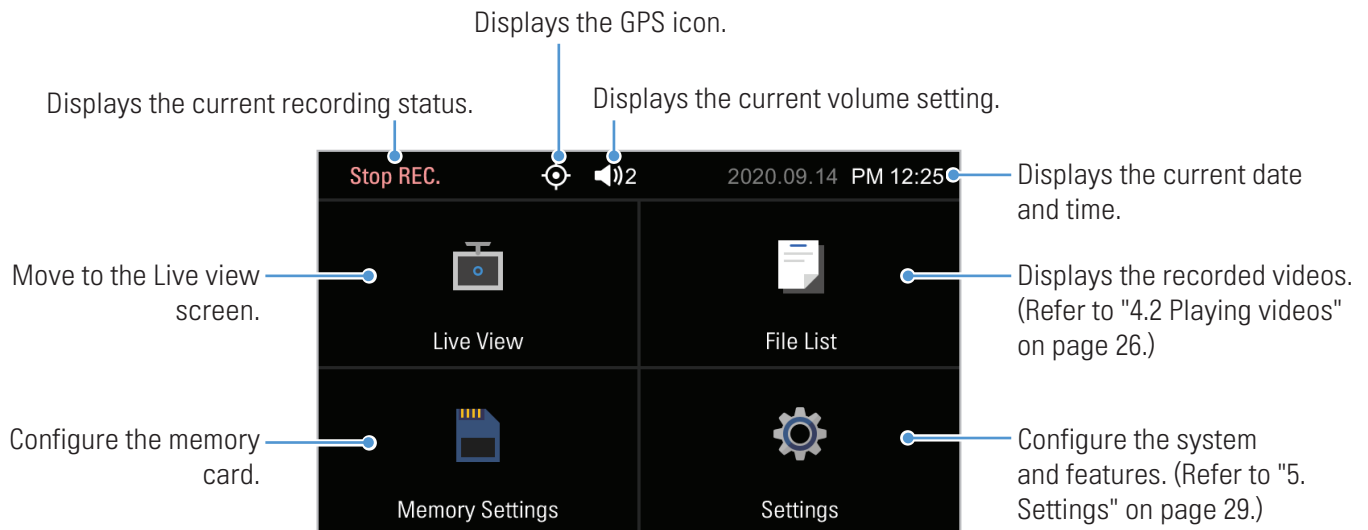 Displays the GPS icon.
Displays the current recording status.
Displays the current volume setting.
Stop REC.
2
2020.09.14 PM 12:25
Displays the current date
and time.
Move to the Live view
screen.
Live View
File List
Displays the recorded videos.
(Refer to "4.2 Playing videos"
on page 26.)
Configure the memory
card.
Memory Settings
Settings
Configure the system
and features. (Refer to "5.
Settings" on page 29.)